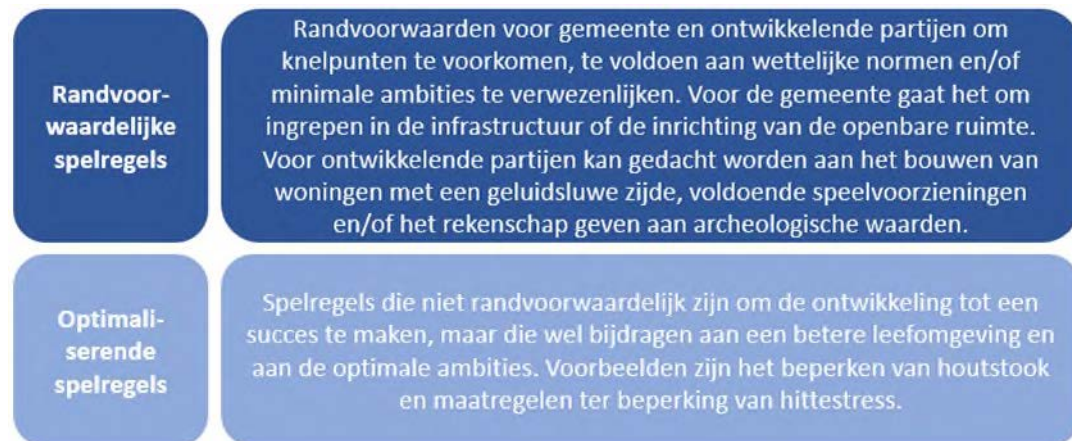 Randvoor-
waardelijke
spelregels
Randvoorwaarden voor gemeente en ontwikkelende partijen om
knelpunten te voorkomen, te voldoen aan wettelijke normen en/of
minimale ambities te verwezenlijken. Voor de gemeente gaat het om
ingrepen in de infrastructuur of de inrichting van de openbare ruimte.
Voor ontwikkelende partijen kan gedacht worden aan het bouwen van
woningen met een geluidsluwe zijde, voldoende speelvoorzieningen
en/of het rekenschap geven aan archeologische waarden.
Optimali-
serende
spelregels
Spelregels die niet randvoorwaardelijk zijn om de ontwikkeling tot een
succes te maken, maar die wel bijdragen aan een betere leefomgeving en
aan de optimale ambities. Voorbeelden zijn het beperken van houtstook
en maatregelen ter beperking van hittestress.